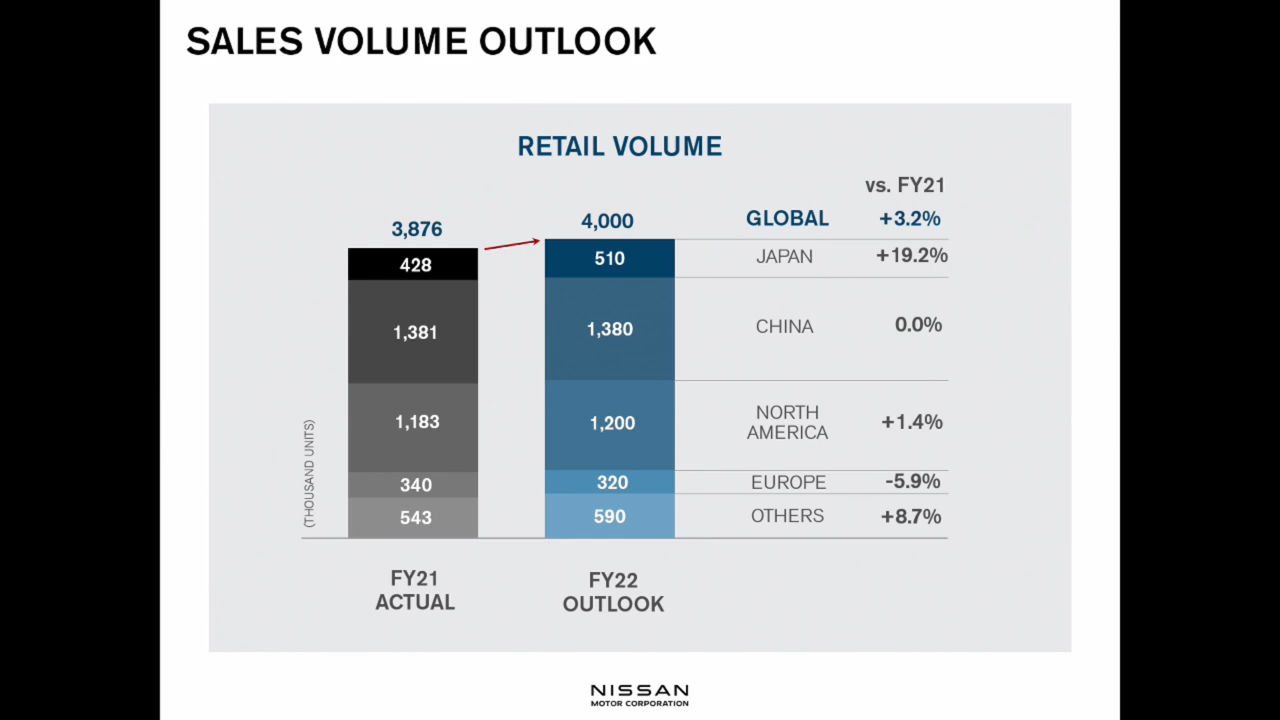 SALES VOLUME OUTLOOK
RETAIL VOLUME
vs. FY21
3,876
4,000
GLOBAL
+3.2%
428
510
JAPAN
+19.2%
1,381
1,380
CHINA
0.0%
1,183
1,200
NORTH
AMERICA
+1.4%
340
320
EUROPE
-5.9%
543
590
OTHERS
+8.7%
(THOUSAND UNITS)
FY21
ACTUAL
FY22
OUTLOOK
NISSAN
MOTOR CORPORATION